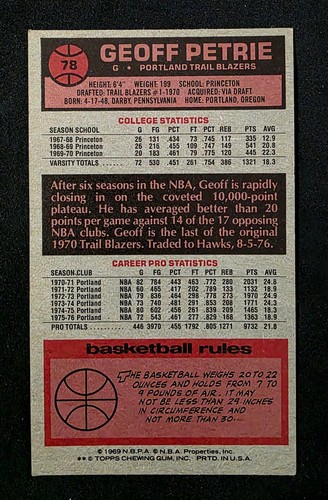 78
GEOFF PETRIE
G • PORTLAND TRAIL BLAZERS
HEIGHT: 6'4" WEIGHT: 199 SCHOOL: PRINCETON
DRAFTED: TRAIL BLAZERS #1-1970 ACQUIRED: VIA DRAFT
BORN: 4-17-48, DARBY, PENNSYLVANIA HOME: PORTLAND, OREGON
COLLEGE STATISTICS
SEASON SCHOOL G FG PCT FT PCT REB PTS AVG
1967-68 Princeton 26 131 .434 73 .745 117 335 12.9
1968-69 Princeton 26 216 .455 109 .747 149 541 20.8
1969-70 Princeton 20 183 .461 79 .775 120 445 22.3
VARSITY TOTALS 72 530 .451 261 .754 386 1321 18.3
After six seasons in the NBA, Geoff is rapidly
closing in on the coveted 10,000-point
plateau. He has averaged better than 20
points per game against 14 of the 17 opposing
NBA clubs. Geoff is the last of the original
1970 Trail Blazers. Traded to Hawks, 8-5-76.
CAREER PRO STATISTICS
SEASON-CLUB G FG PCT FT PCT REB PTS AVG
1970-71 Portland NBA 82 784 .443 463 .772 280 2031 24.8
1971-72 Portland NBA 60 465 .417 202 .789 133 1132 18.9
1972-73 Portland NBA 79 836 .464 298 .778 273 1970 24.9
1973-74 Portland NBA 73 740 .481 291 .853 208 1771 24.3
1974-75 Portland NBA 80 602 .456 261 .839 209 1465 18.3
1975-76 Portland NBA 72 543 .461 277 .829 168 1363 18.9
PRO TOTALS 446 3970 .455 1792 .805 1271 9732 21.8
basketball rules
THE BASKETBALL WEIGHS 20 TO 22
OUNCES AND HOLDS FROM 7 TO
9 POUNDS OF AIR. IT MAY
NOT BE LESS THAN 29 INCHES
IN CIRCUMFERENCE AND
NOT MORE THAN 30...
© 1969 N.B.P.A. © N.B.A. Properties, Inc.
** © TOPPS CHEWING GUM, INC. PRTD. IN U.S.A.